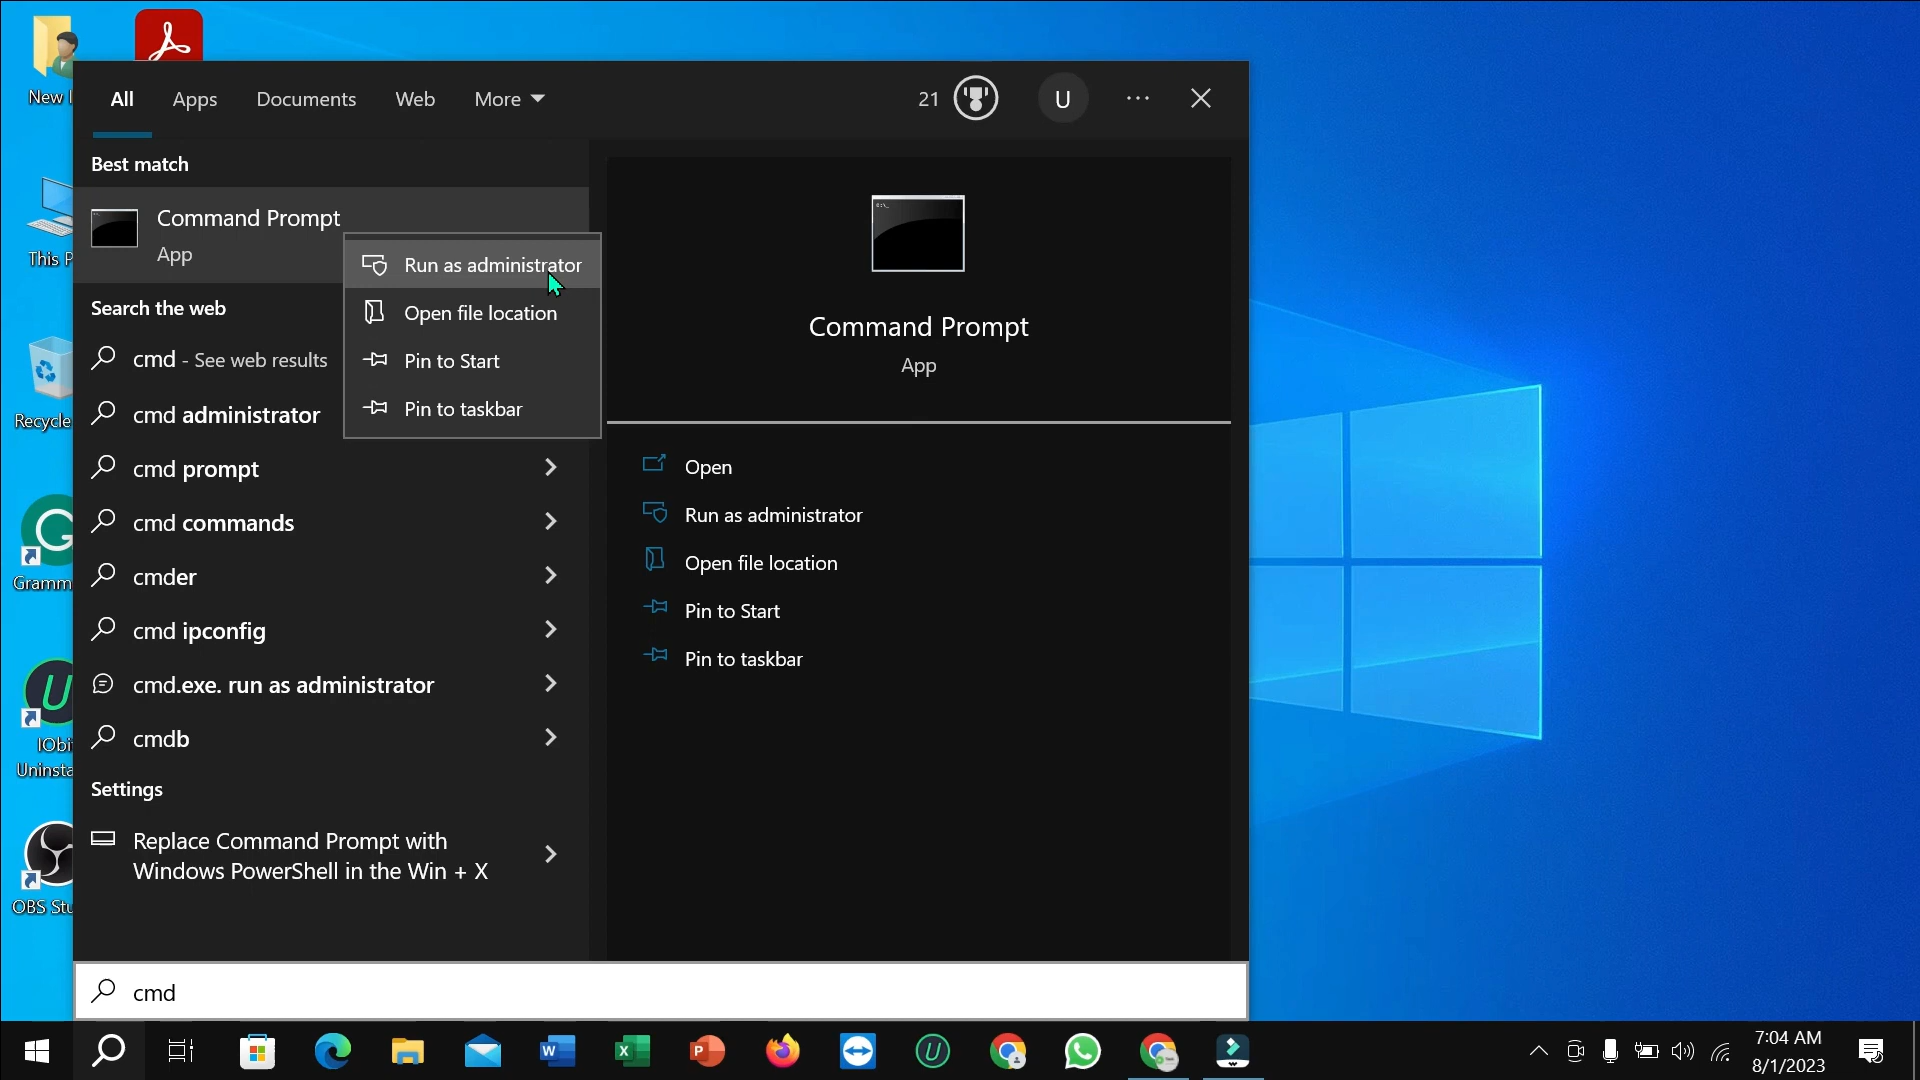 New l
This P
Recycle
Gramm
IObi
Uninsta
OBS Stu
All Apps Documents Web More
21 U ...
Best match
Command Prompt
App
Run as administrator
Open file location
Pin to Start
Pin to taskbar
Search the web
cmd - See web results
cmd administrator
cmd prompt
cmd commands
cmder
cmd ipconfig
cmd.exe. run as administrator
cmdb
Settings
Replace Command Prompt with
Windows PowerShell in the Win + X
Command Prompt
App
Open
Run as administrator
Open file location
Pin to Start
Pin to taskbar
cmd
7:04 AM
8/1/2023